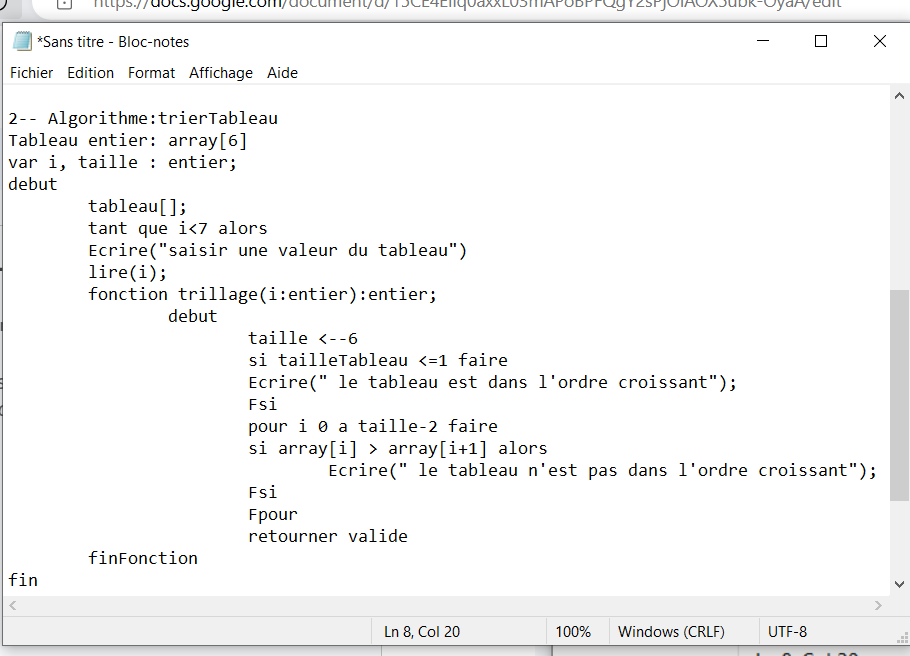 https://docs.google.com/document/d/
*Sans titre - Bloc-notes
Fichier Edition Format Affichage Aide
2-- Algorithme:trierTableau
Tableau entier: array[6]
var i, taille : entier;
debut
tableau[];
tant que i<7 alors
Ecrire("saisir une valeur du tableau")
lire(i);
fonction trillage(i:entier):entier;
debut
taille <--6
si tailleTableau <=1 faire
Ecrire(" le tableau est dans l'ordre croissant");
Fsi
pour i 0 a taille-2 faire
si array[i] > array[i+1] alors
Ecrire(" le tableau n'est pas dans l'ordre croissant");
Fsi
Fpour
retourner valide
finFonction
fin
Ln 8, Col 20 100% Windows (CRLF) UTF-8